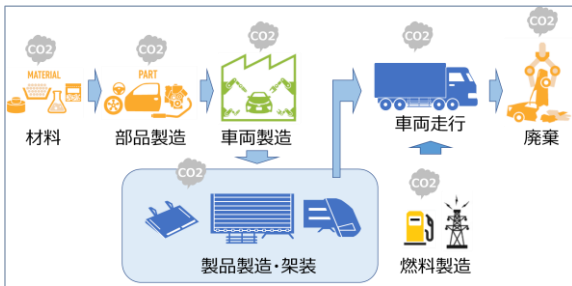 CO2
CO2
CO2
CO2
CO2
MATERIAL
PART
材料
部品製造
車両製造
車両走行
廃棄
CO2
CO2
製品製造・架装
燃料製造